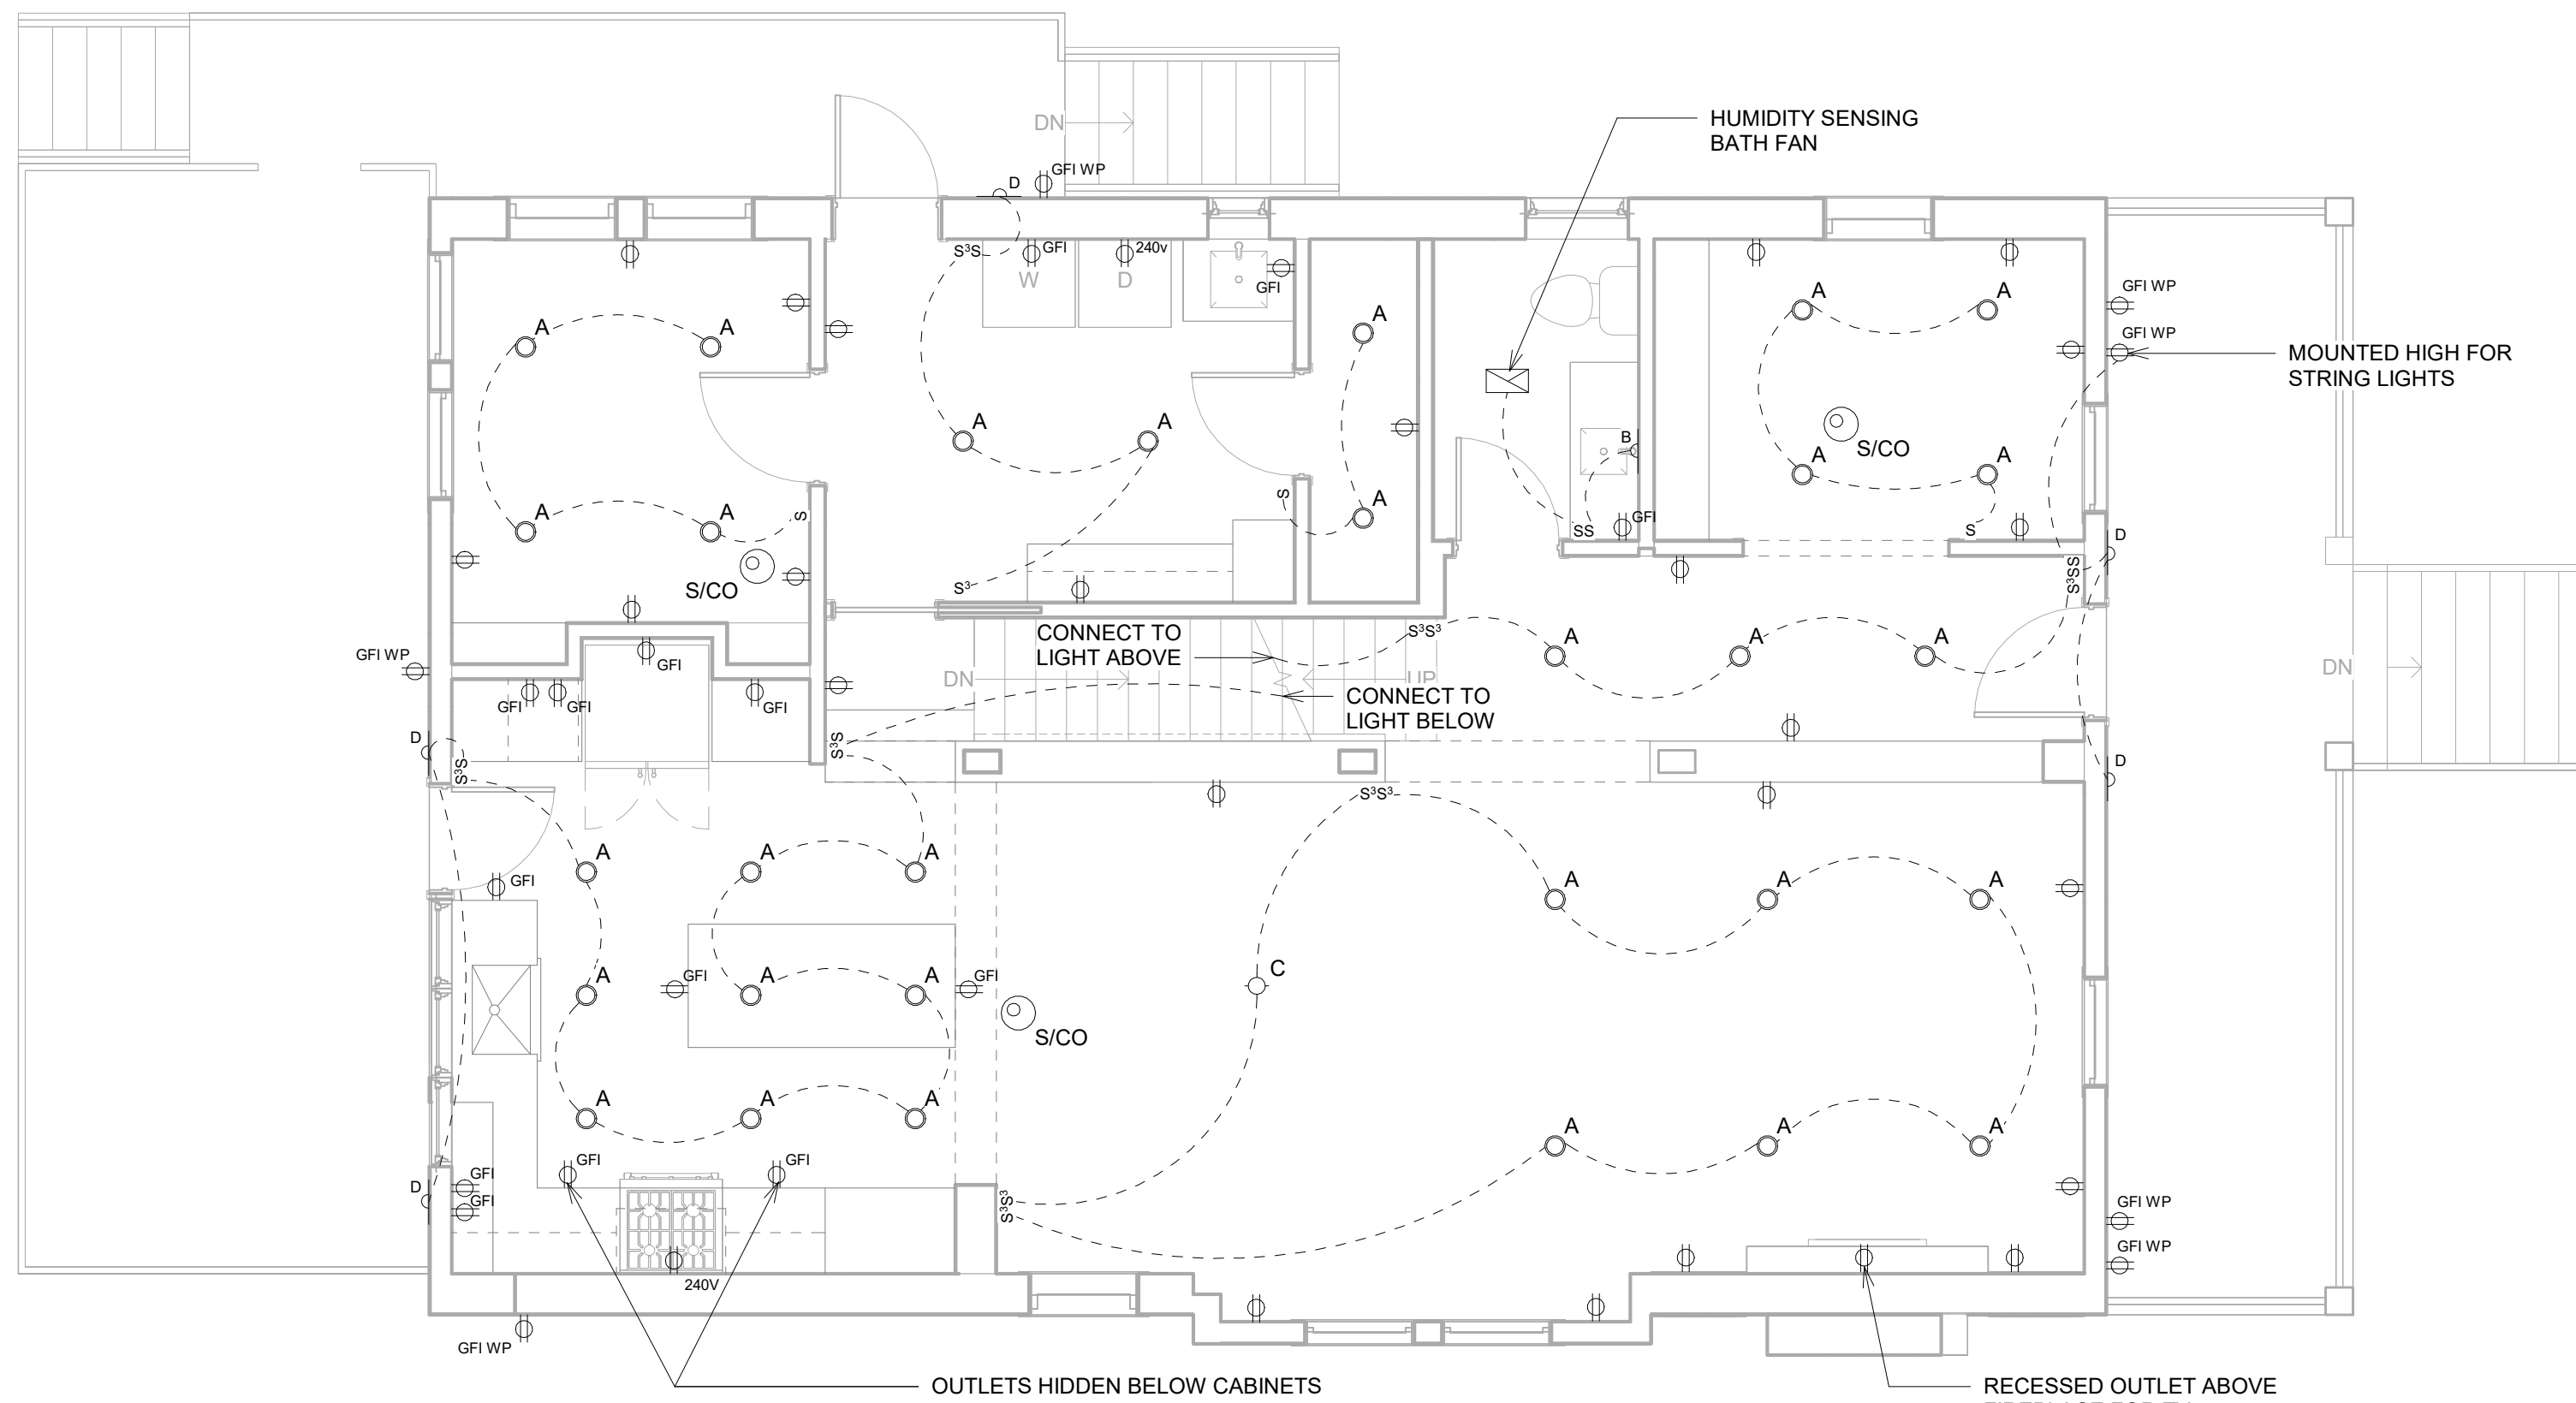 DN
HUMIDITY SENSING
BATH FAN
GFI WP
D
S³S
GFI
240v
W
D
GFI
A
A
A
A
A
A
GFI WP
GFI WP
MOUNTED HIGH FOR
STRING LIGHTS
A
A
B
S/CO
A
A
A
A
A
S
S
SS
GFI
S
D
S/CO
S³
S³SS
CONNECT TO
LIGHT ABOVE
S³S³
A
A
A
GFI WP
GFI
DN
UP
DN
CONNECT TO
LIGHT BELOW
GFI
GFI
GFI
D
S³S
S³S
D
S³S³
A
A
A
GFI
A
A
A
GFI
A
A
A
GFI
C
S/CO
A
A
A
A
A
A
GFI
GFI
GFI
D
GFI
S³S³
GFI WP
GFI WP
240V
GFI WP
OUTLETS HIDDEN BELOW CABINETS
RECESSED OUTLET ABOVE